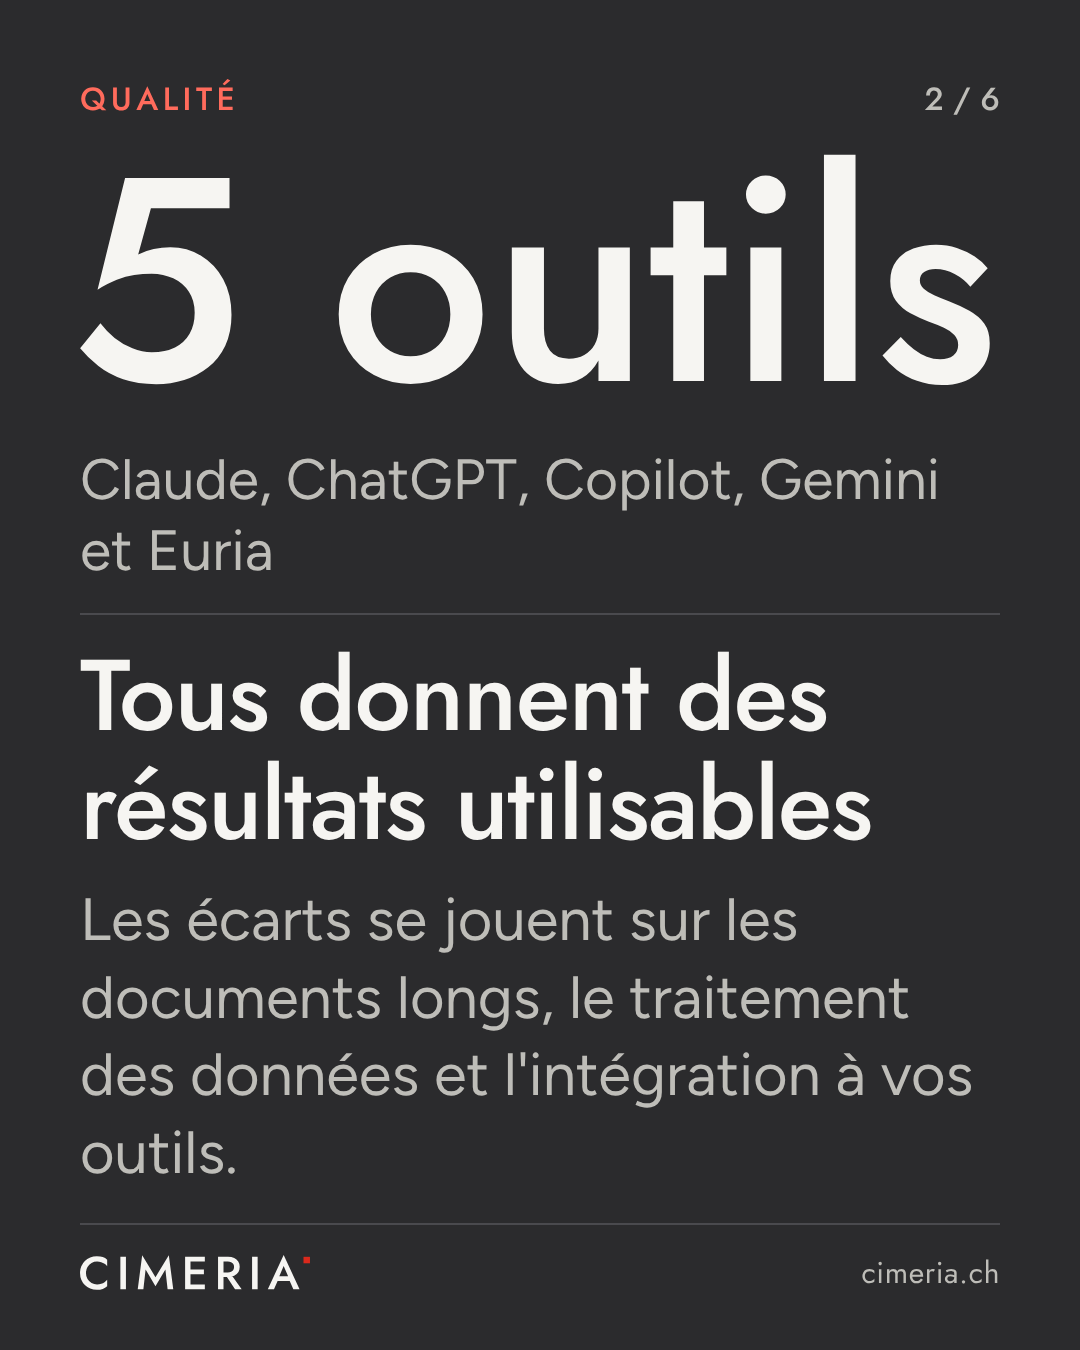 QUALITÉ
2 / 6
5 outils
Claude, ChatGPT, Copilot, Gemini
et Euria
Tous donnent des
résultats utilisables
Les écarts se jouent sur les
documents longs, le traitement
des données et l'intégration à vos
outils.
CIMERIA
cimeria.ch